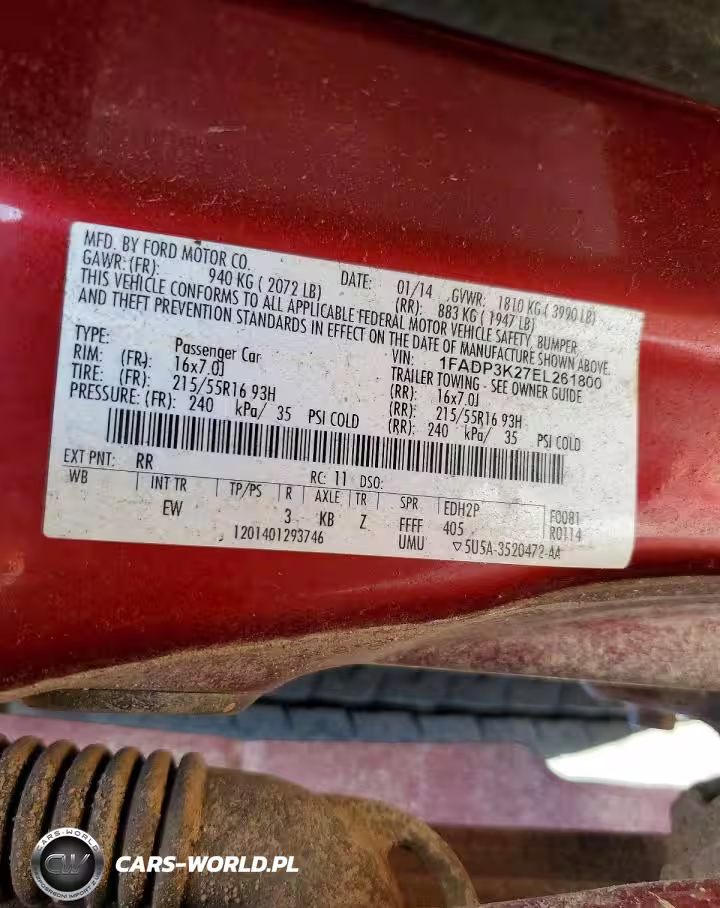 MFD. BY FORD MOTOR CO.
DATE: 01/14 GVWR: 1810 KG ( 3990 LB)
GAWR: (FR): 940 KG ( 2072 LB) (RR): 883 KG ( 1947 LB)
THIS VEHICLE CONFORMS TO ALL APPLICABLE FEDERAL MOTOR VEHICLE SAFETY, BUMPER
AND THEFT PREVENTION STANDARDS IN EFFECT ON THE DATE OF MANUFACTURE SHOWN ABOVE.
VIN: 1FADP3K27EL261800
TYPE: Passenger Car TRAILER TOWING - SEE OWNER GUIDE
RIM: (FR): 16x7.0J (RR): 16x7.0J
TIRE: (FR): 215/55R16 93H (RR): 215/55R16 93H
PRESSURE: (FR): 240 kPa/ 35 PSI COLD (RR): 240 kPa/ 35 PSI COLD
EXT PNT: RR RC: 11 DSO:
WB INT TR TP/PS R AXLE TR SPR EDH2P F0081
EW 3 KB Z FFFF 405 R0114
1201401293746 UMU ▽5U5A-3520472-AA
CARS-WORLD
CW
CARS-WORLD.PL